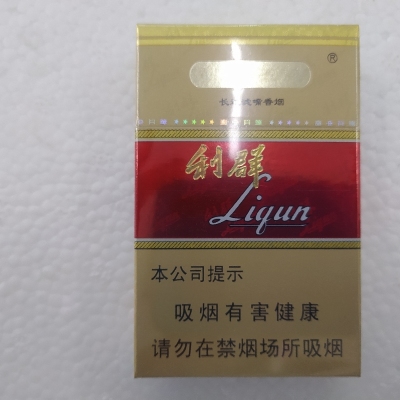 ®
利群
Liqun
本公司提示
吸烟有害健康
请勿在禁烟场所吸烟